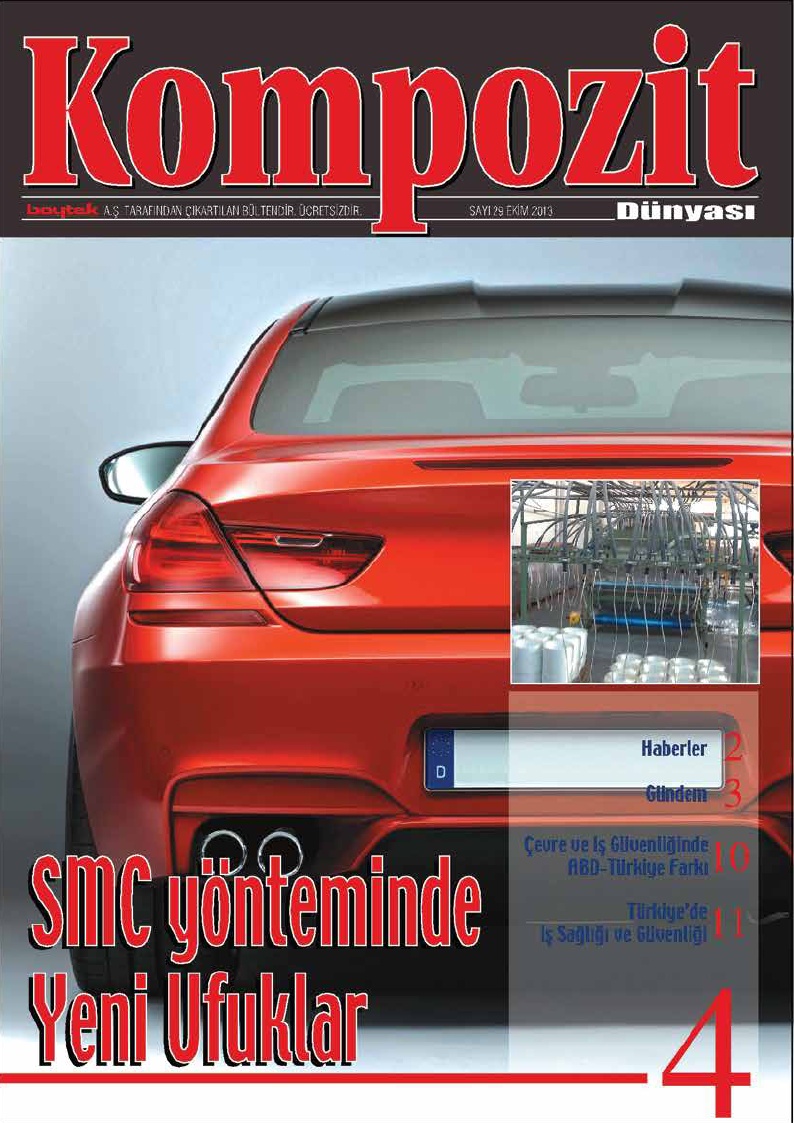 Kompozit
boytek A.Ş. TARAFINDAN ÇIKARTILAN BÜLTENDİR. ÜCRETSİZDİR.
SAYI 29 EKİM 2013
Dünyası
D
Haberler 2
Gündem 3
Çevre ve İş Güvenliğinde
ABD-Türkiye Farkı 10
Türkiye'de
İş Sağlığı ve Güvenliği 11
SMC yönteminde
Yeni Ufuklar
4